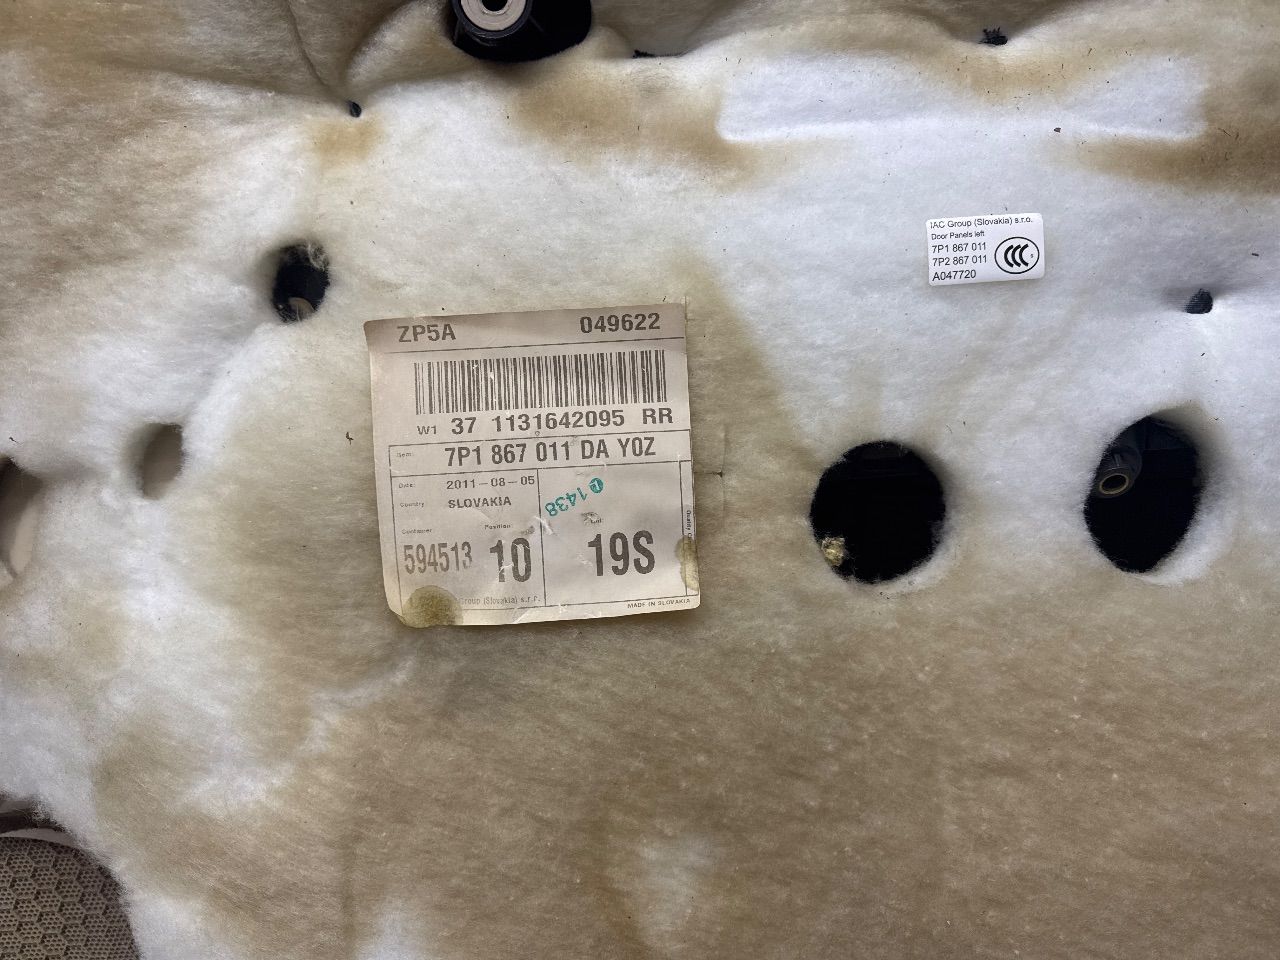 IAC Group (Slovakia) s.r.o.
Door Panels left
7P1 867 011
7P2 867 011
A047720
CCC
S
ZP5A 049622
W1 37 1131642095 RR
Item: 7P1 867 011 DA Y0Z
Date: 2011-08-05
Country: SLOVAKIA
1438
Container Position
594513 10 19S
Group (Slovakia) s.r.o.
MADE IN SLOVAKIA
Quality